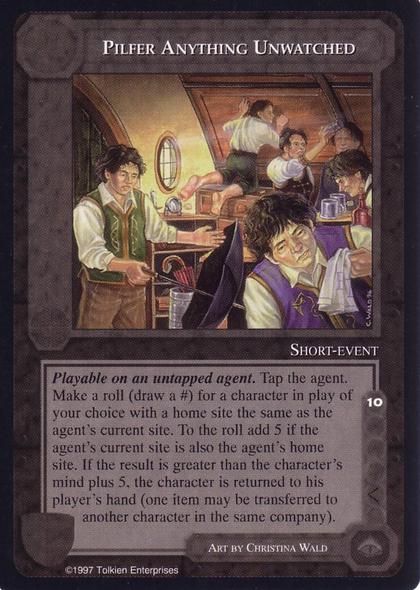 PILFER ANYTHING UNWATCHED
C. WALD 96
SHORT-EVENT
Playable on an untapped agent. Tap the agent.
Make a roll (draw a #) for a character in play of
your choice with a home site the same as the
agent's current site. To the roll add 5 if the
agent's current site is also the agent's home
site. If the result is greater than the character's
mind plus 5, the character is returned to his
player's hand (one item may be transferred to
another character in the same company).
10
ART BY CHRISTINA WALD
©1997 Tolkien Enterprises